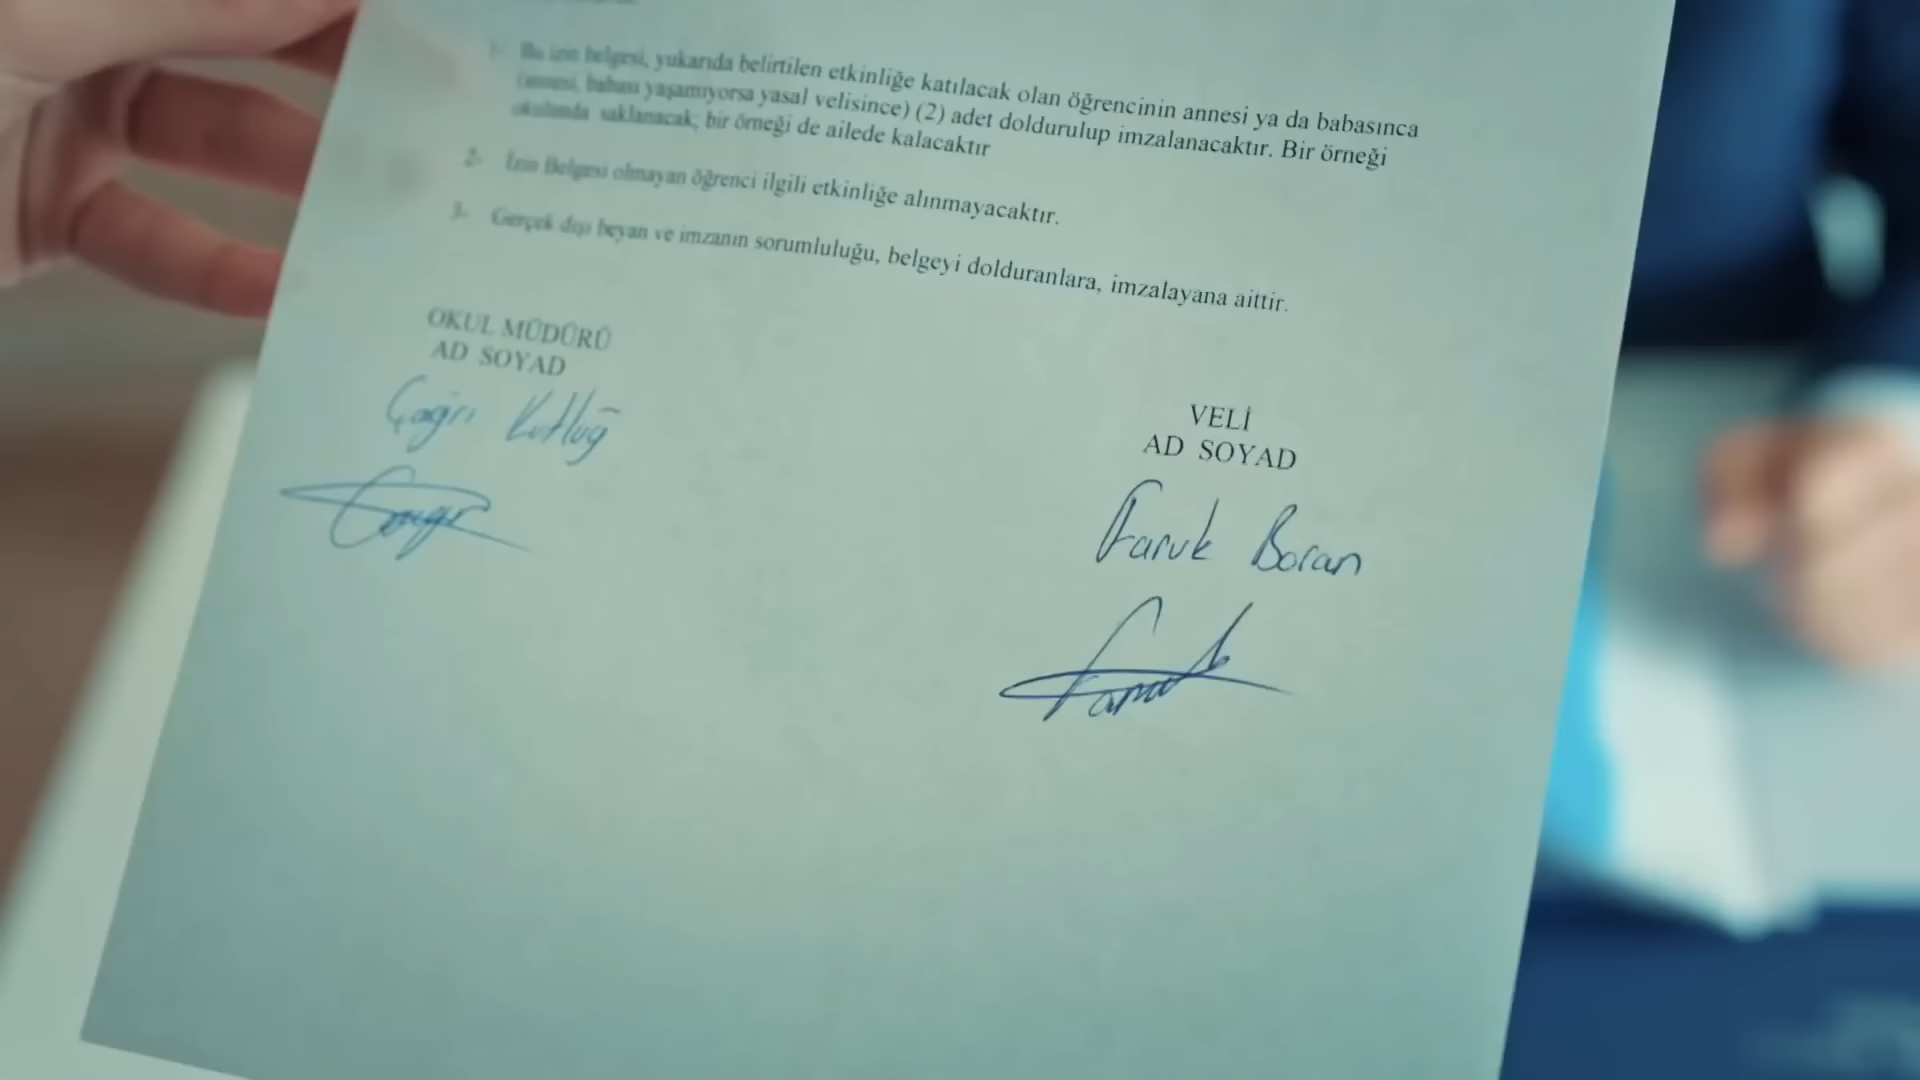 1- Bu izin belgesi, yukarıda belirtilen etkinliğe katılacak olan öğrencinin annesi ya da babasınca
(annesi, babası yaşamıyorsa yasal velisince) (2) adet doldurulup imzalanacaktır. Bir örneği
okulunda saklanacak; bir örneği de ailede kalacaktır
2- İzin Belgesi olmayan öğrenci ilgili etkinliğe alınmayacaktır.
3- Gerçek dışı beyan ve imzanın sorumluluğu, belgeyi dolduranlara, imzalayana aittir.
OKUL MÜDÜRÜ
AD SOYAD
Çağrı Kutluğ
VELİ
AD SOYAD
Faruk Boran
Faruk